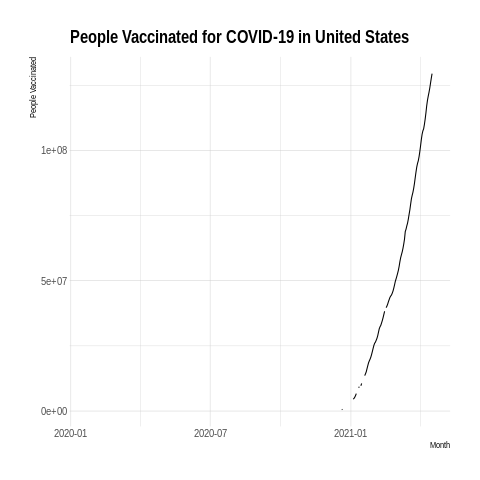 People Vaccinated for COVID-19 in United States
People Vaccinated
1e+08
5e+07
0e+00
2020-01
2020-07
2021-01
Month